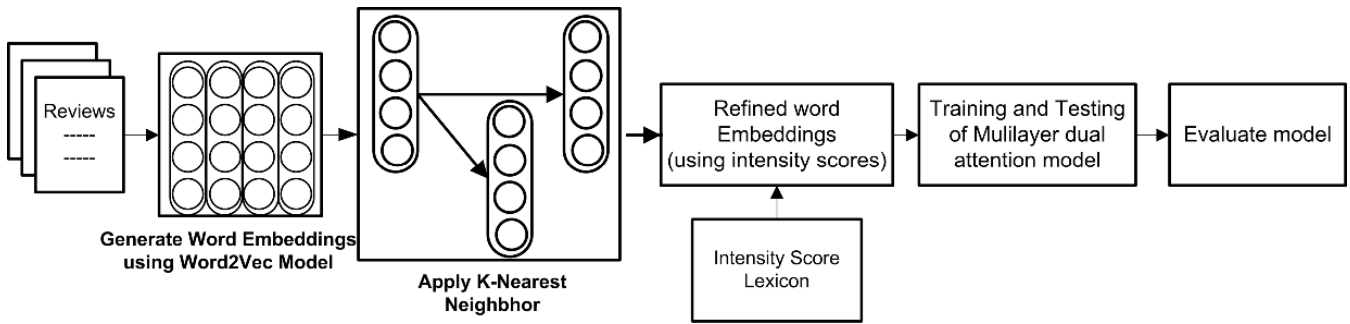 Reviews
-----
-----
Generate Word Embeddings
using Word2Vec Model
Apply K-Nearest
Neighbhor
Refined word
Embeddings
(using intensity scores)
Intensity Score
Lexicon
Training and Testing
of Mulilayer dual
attention model
Evaluate model